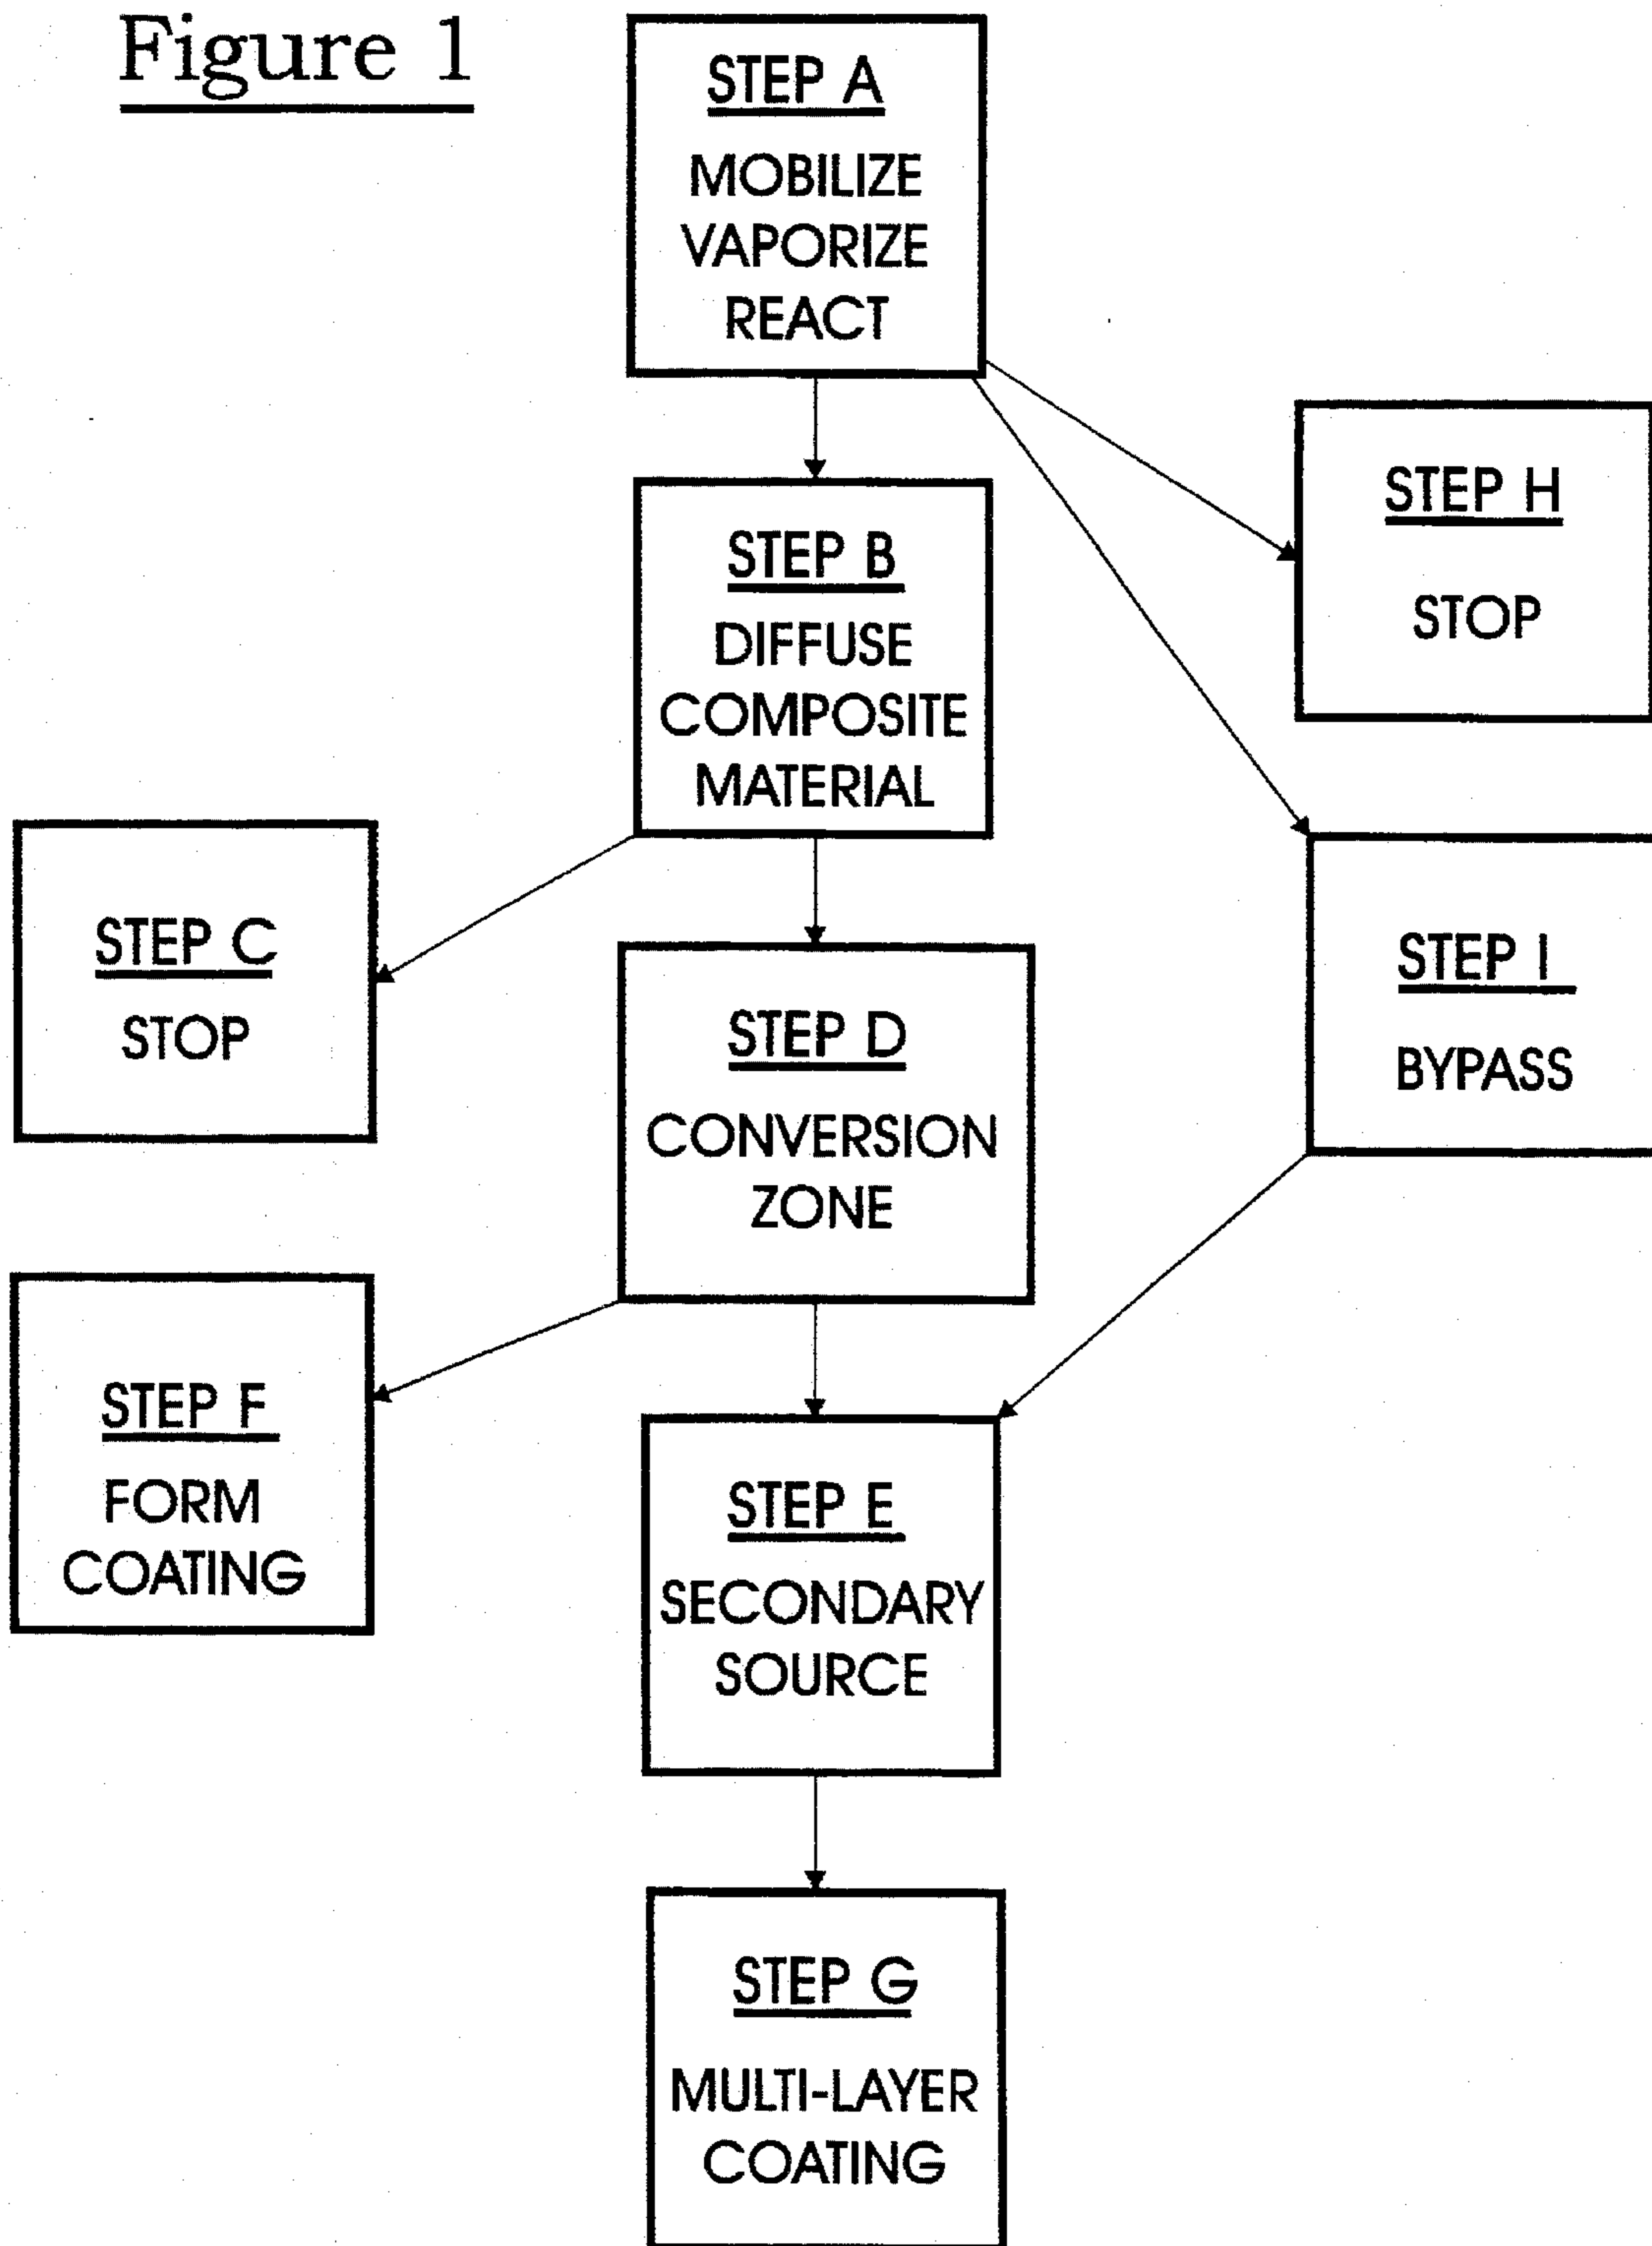 Figure 1
STEP A
MOBILIZE
VAPORIZE
REACT
STEP H
STOP
STEP B
DIFFUSE
COMPOSITE
MATERIAL
STEP C
STOP
STEP I
BYPASS
STEP D
CONVERSION
ZONE
STEP F
FORM
COATING
STEP E
SECONDARY
SOURCE
STEP G
MULTI-LAYER
COATING